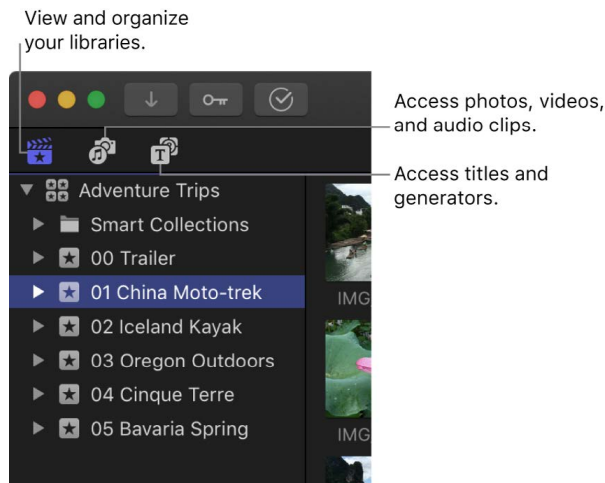 View and organize
your libraries.
Access photos, videos,
and audio clips.
Access titles and
generators.
Adventure Trips
Smart Collections
00 Trailer
01 China Moto-trek
02 Iceland Kayak
03 Oregon Outdoors
04 Cinque Terre
05 Bavaria Spring
IMG
IMG